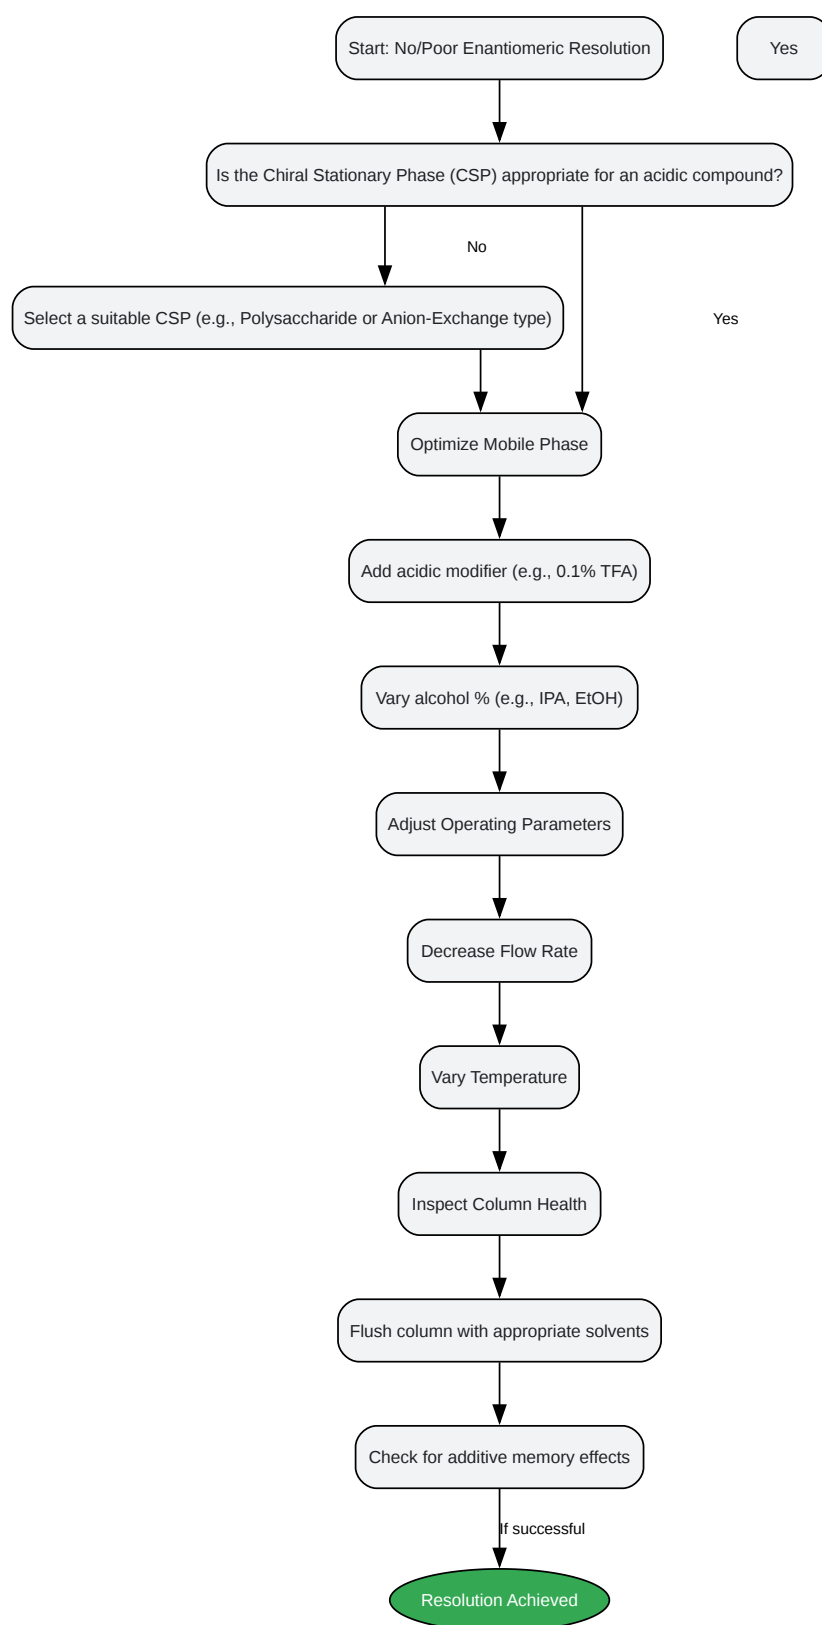 Start: No/Poor Enantiomeric Resolution
Yes
Is the Chiral Stationary Phase (CSP) appropriate for an acidic compound?
No
Select a suitable CSP (e.g., Polysaccharide or Anion-Exchange type)
Yes
Optimize Mobile Phase
Add acidic modifier (e.g., 0.1% TFA)
Vary alcohol % (e.g., IPA, EtOH)
Adjust Operating Parameters
Decrease Flow Rate
Vary Temperature
Inspect Column Health
Flush column with appropriate solvents
Check for additive memory effects
If successful
Resolution Achieved